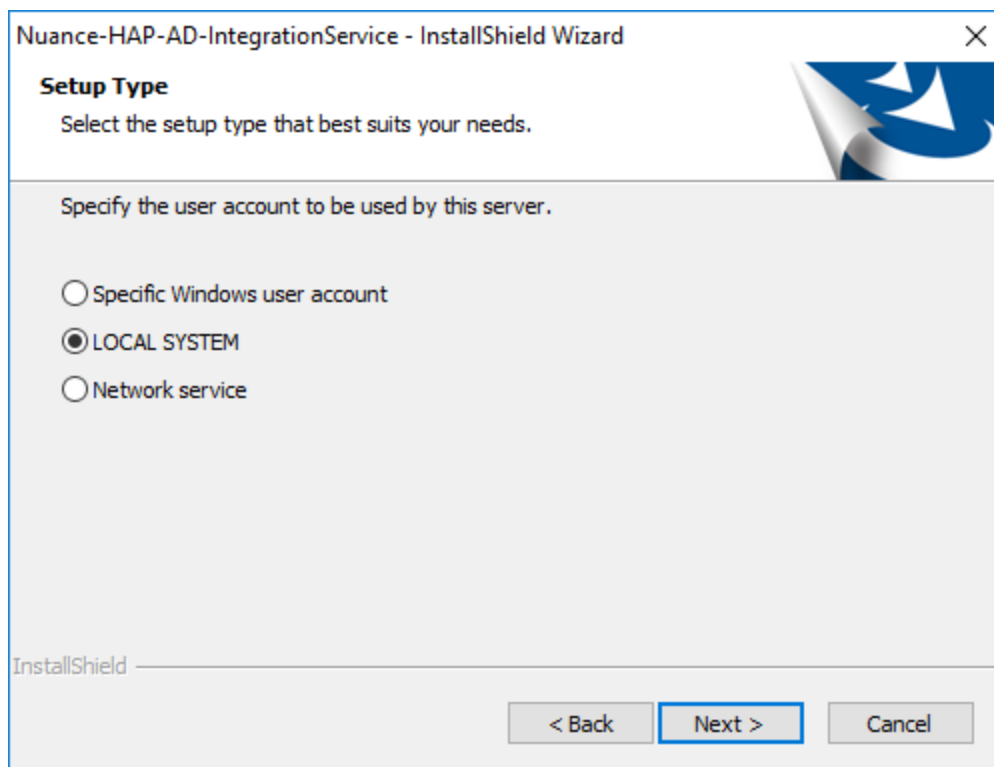 Nuance-HAP-AD-IntegrationService - InstallShield Wizard
Setup Type
Select the setup type that best suits your needs.
Specify the user account to be used by this server.
Specific Windows user account
LOCAL SYSTEM
Network service
InstallShield
< Back
Next >
Cancel